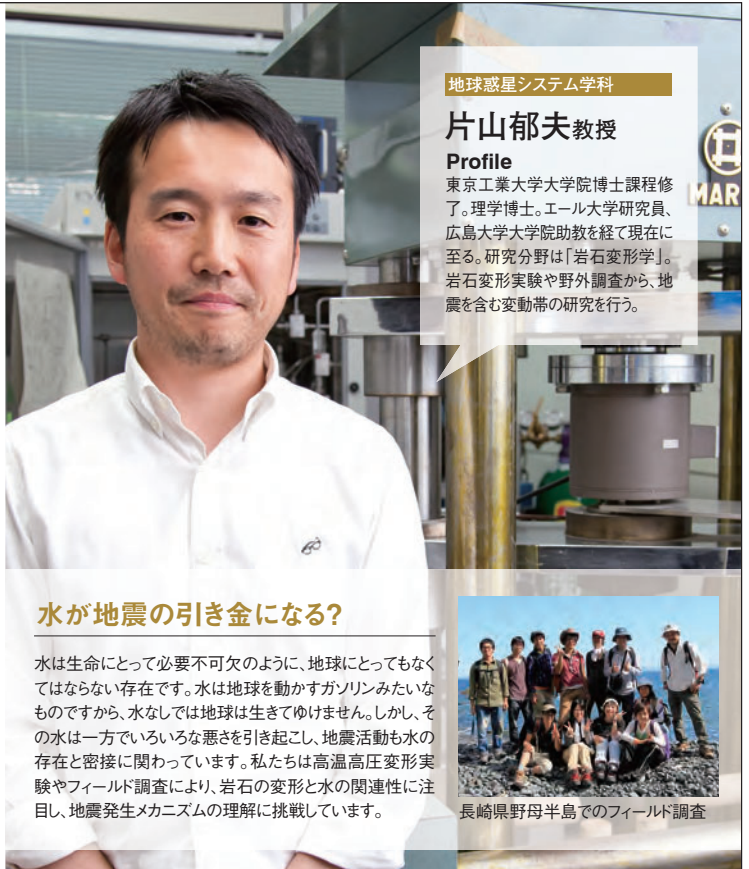 地球惑星システム学科
片山郁夫教授
Profile
東京工業大学大学院博士課程修
了。理学博士。エール大学研究員、
広島大学大学院助教を経て現在に
至る。研究分野は「岩石変形学」。
岩石変形実験や野外調査から、地
震を含む変動帯の研究を行う。
MAR
水が地震の引き金になる?
水は生命にとって必要不可欠のように、地球にとってもなく
てはならない存在です。水は地球を動かすガソリンみたいな
ものですから、水なしでは地球は生きてゆけません。しかし、そ
の水は一方でいろいろな悪さを引き起こし、地震活動も水の
存在と密接に関わっています。私たちは高温高圧変形実
験やフィールド調査により、岩石の変形と水の関連性に注
目し、地震発生メカニズムの理解に挑戦しています。
長崎県野母半島でのフィールド調査